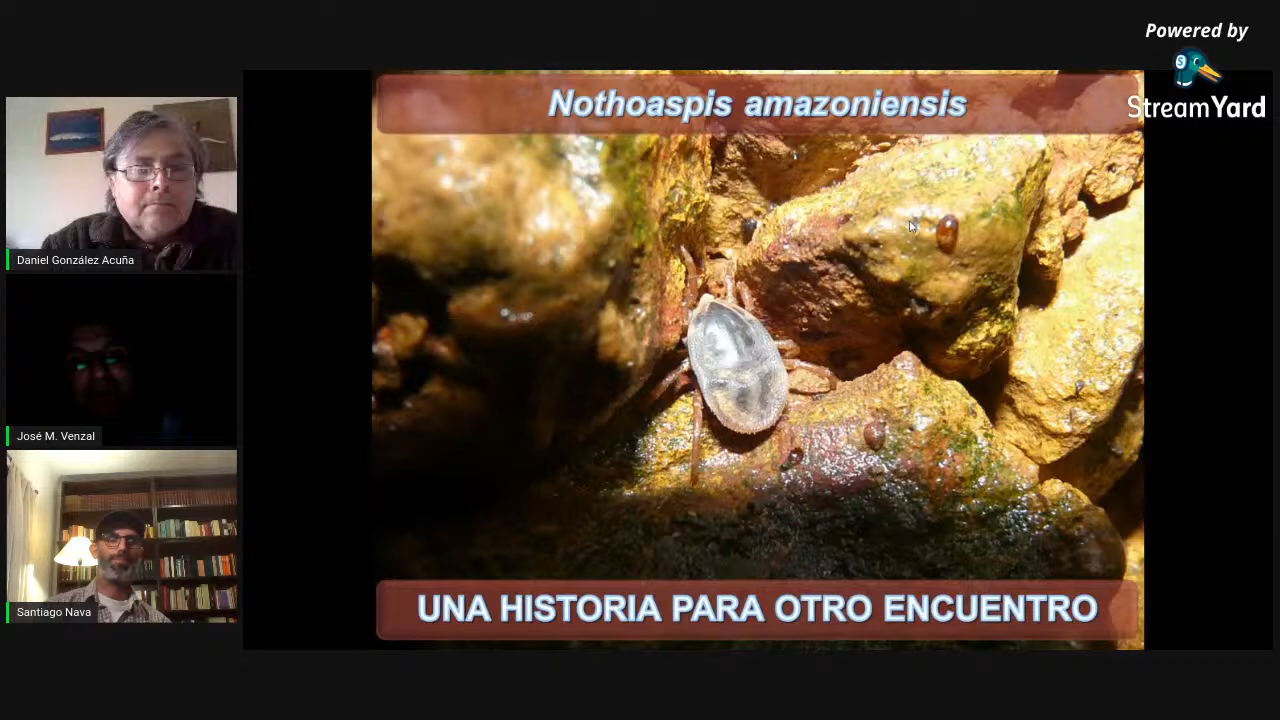 Powered by
StreamYard
Nothoaspis amazoniensis
Daniel González Acuña
José M. Venzal
Santiago Nava
UNA HISTORIA PARA OTRO ENCUENTRO